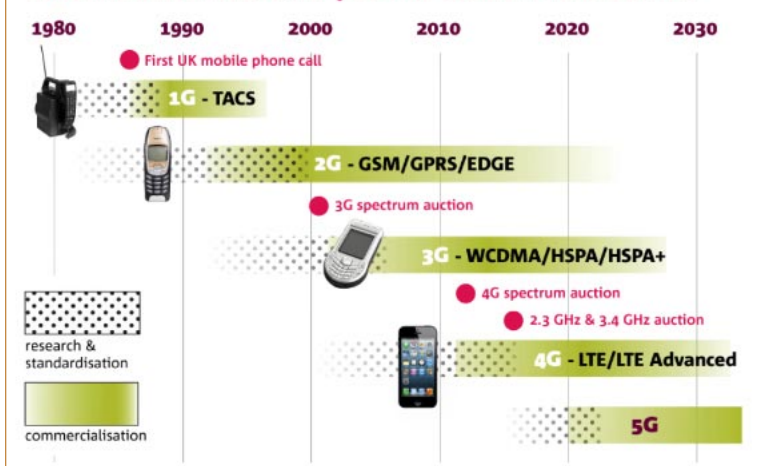 1980 1990 2000 2010 2020 2030
First UK mobile phone call
1G - TACS
2G - GSM/GPRS/EDGE
3G spectrum auction
3G - WCDMA/HSPA/HSPA+
4G spectrum auction
2.3 GHz & 3.4 GHz auction
research &
standardisation
4G - LTE/LTE Advanced
commercialisation
5G